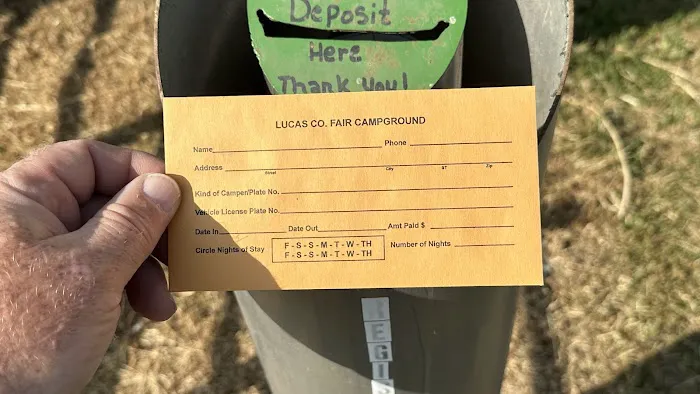 Deposit
Here
Thank You!
LUCAS CO. FAIR CAMPGROUND
Name Phone
Address
Street City ST Zip
Kind of Camper/Plate No.
Vehicle License Plate No.
Date In Date Out Amt Paid $
Circle Nights of Stay F - S - S - M - T - W - TH Number of Nights
F - S - S - M - T - W - TH
R
E
G
I
S